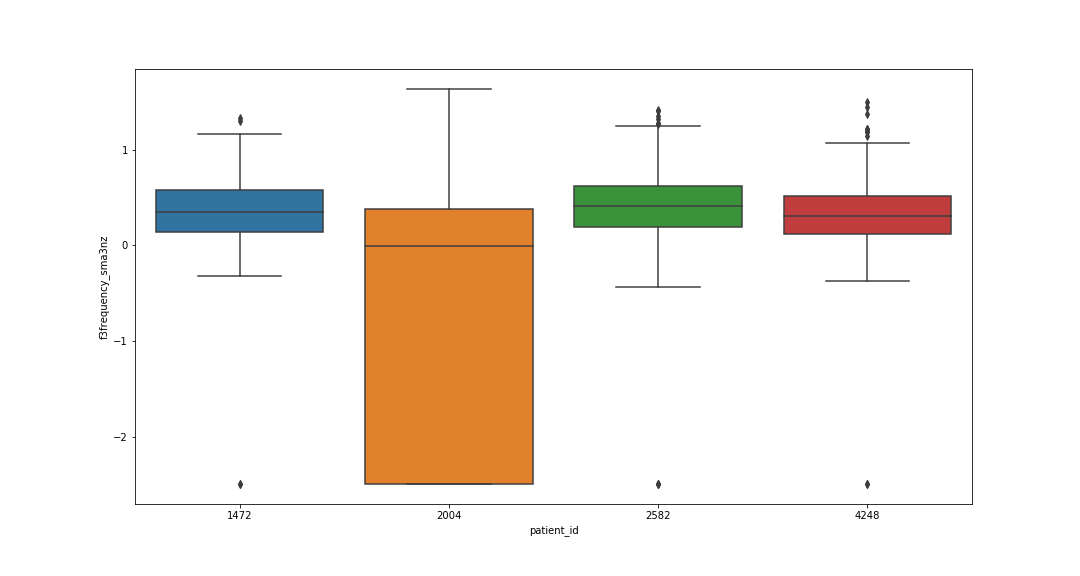 f3frequency_sma3nz
1
0
−1
−2
1472 2004 2582 4248
patient_id